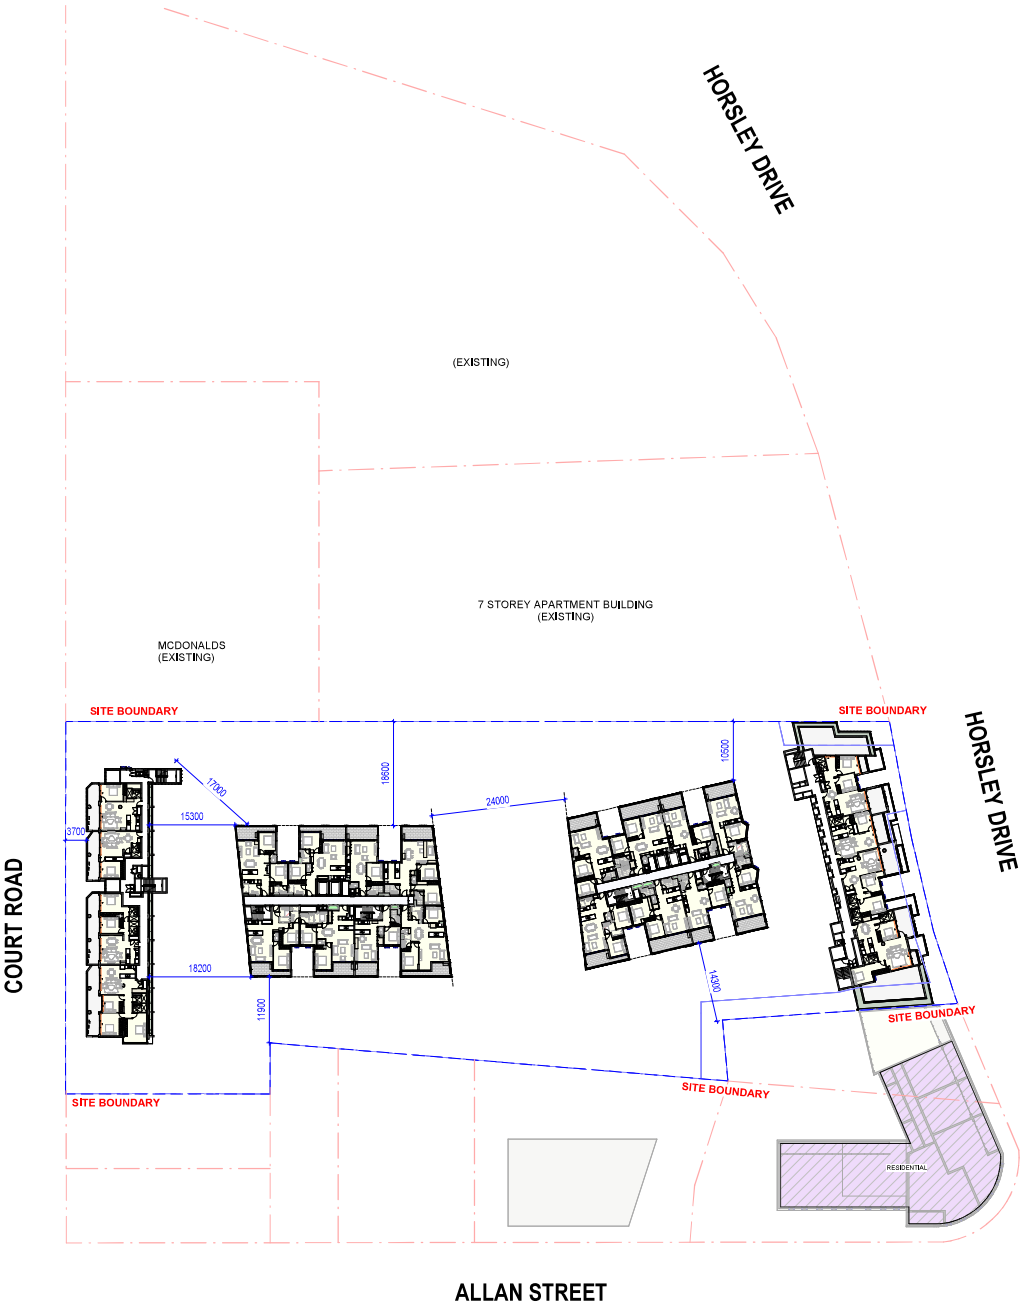 HORSLEY DRIVE
(EXISTING)
7 STOREY APARTMENT BUILDING
(EXISTING)
MCDONALDS
(EXISTING)
SITE BOUNDARY
SITE BOUNDARY
HORSLEY DRIVE
17000
18600
10500
24000
15300
3700
COURT ROAD
18200
11900
14300
SITE BOUNDARY
SITE BOUNDARY
SITE BOUNDARY
RESIDENTIAL
ALLAN STREET